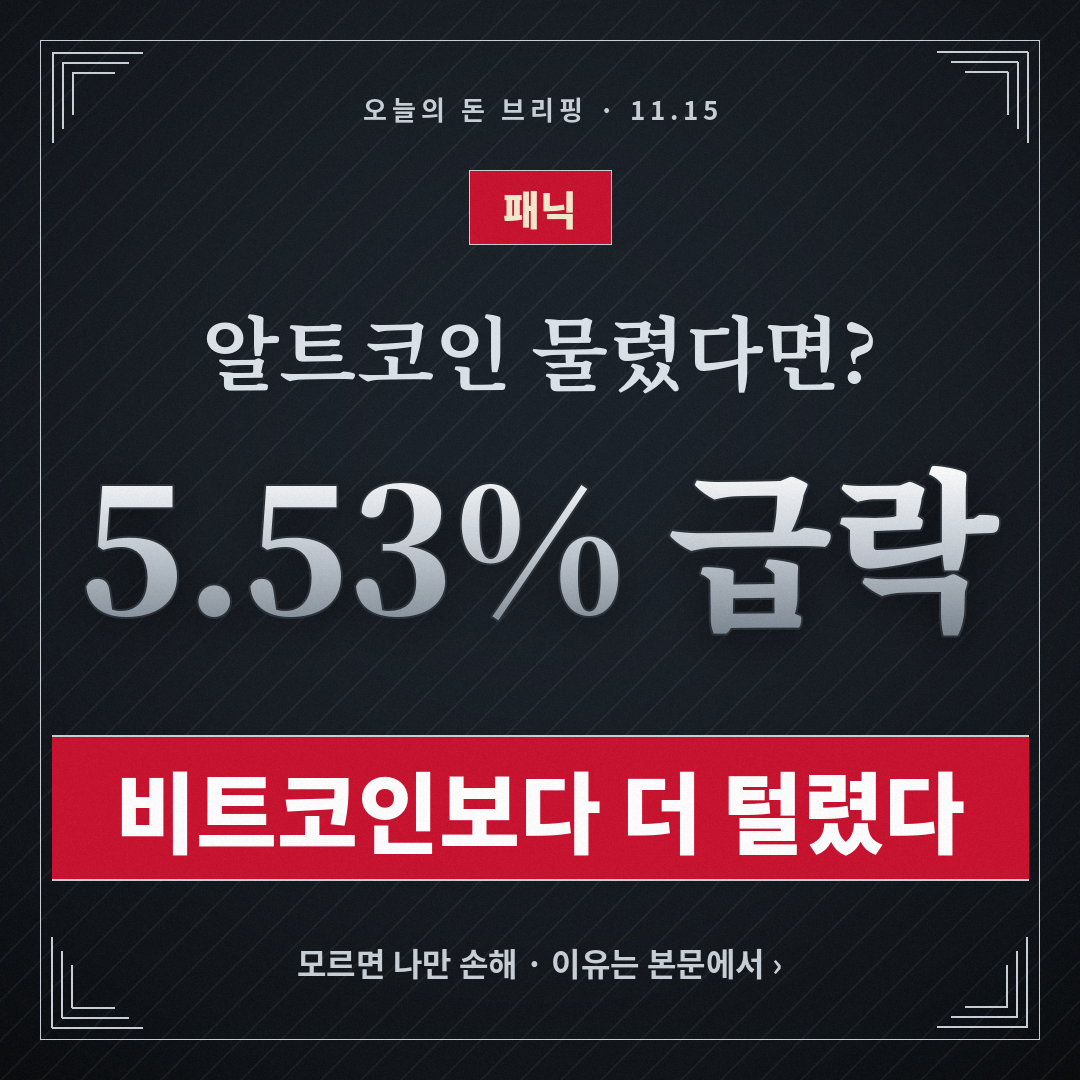 오늘의 돈 브리핑 · 11.15
패닉
알트코인 물렸다면?
5.53% 급락
비트코인보다 더 털렸다
모르면 나만 손해 · 이유는 본문에서 ›